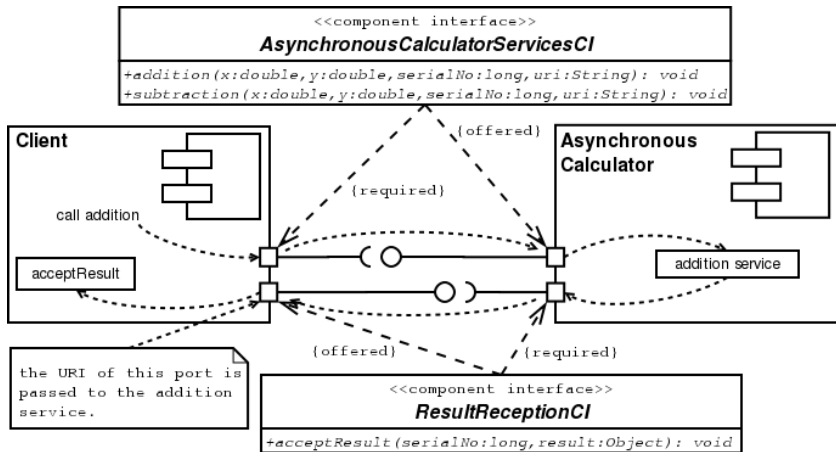 <<component interface>>
AsynchronousCalculatorServicesCI
+addition(x:double,y:double,serialNo:long,uri:String): void
+subtraction(x:double,y:double,serialNo:long,uri:String): void
{offered}
Client
Asynchronous
Calculator
{required}
call addition
acceptResult
addition service
{offered}
{required}
the URI of this port is
passed to the addition
service.
<<component interface>>
ResultReceptionCI
+acceptResult(serialNo:long,result:Object): void